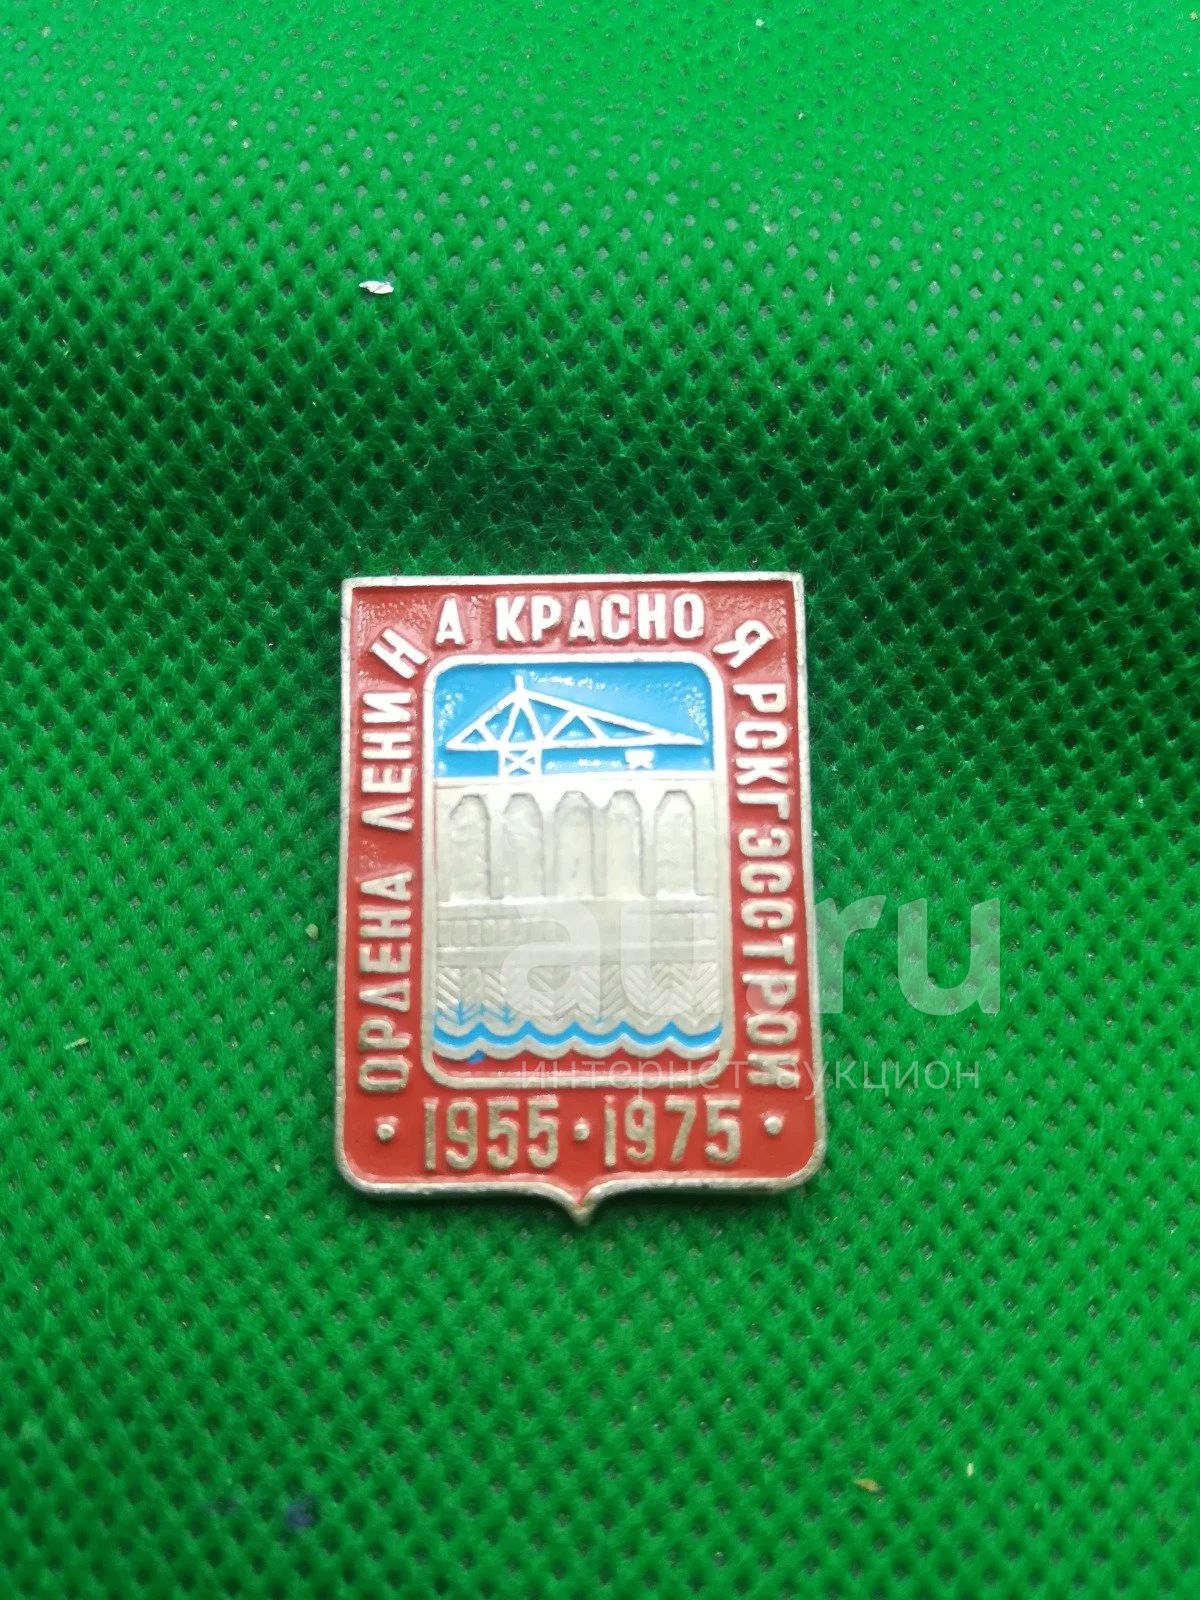 ОРДЕНА ЛЕНИНА КРАСНОЯРСКГЭССТРОЙ
· 1955 · 1975 ·
au.ru
интернет-аукцион